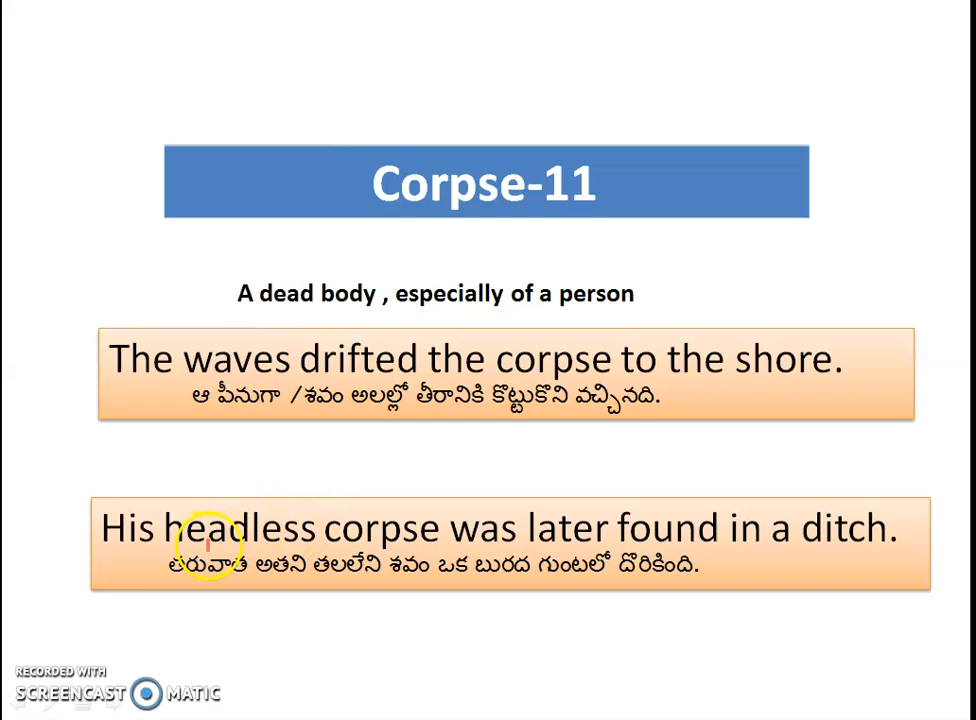 Corpse-11
A dead body , especially of a person
The waves drifted the corpse to the shore.
ఆ పీనుగా /శవం అలల్లో తీరానికి కొట్టుకొని వచ్చినది.
His headless corpse was later found in a ditch.
తరువాత అతని తలలేని శవం ఒక బురద గుంటలో దొరికింది.
RECORDED WITH
SCREENCAST MATIC